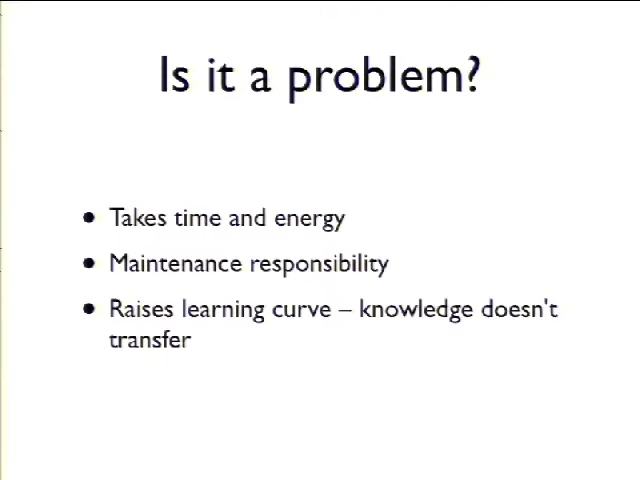 Is it a problem?
• Takes time and energy
• Maintenance responsibility
• Raises learning curve – knowledge doesn't
transfer